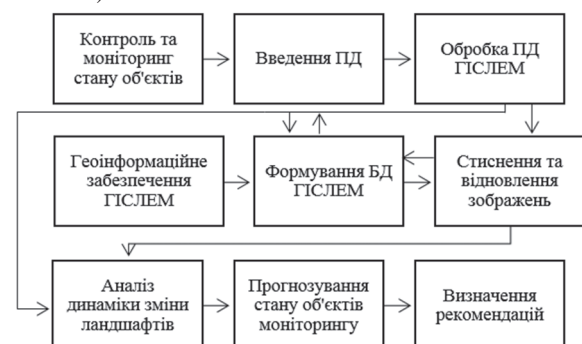 Контроль та
моніторинг
стану об'єктів
Введення ПД
Обробка ПД
ГІСЛЕМ
Геоінформаційне
забезпечення
ГІСЛЕМ
Формування БД
ГІСЛЕМ
Стиснення та
відновлення
зображень
Аналіз
динаміки зміни
ландшафтів
Прогнозування
стану об'єктів
моніторингу
Визначення
рекомендацій